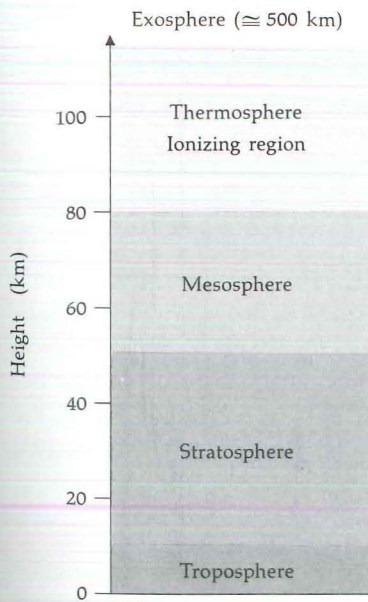 Exosphere (≅ 500 km)
100
Thermosphere
Ionizing region
80
Mesosphere
60
Height (km)
40
Stratosphere
20
Troposphere
0